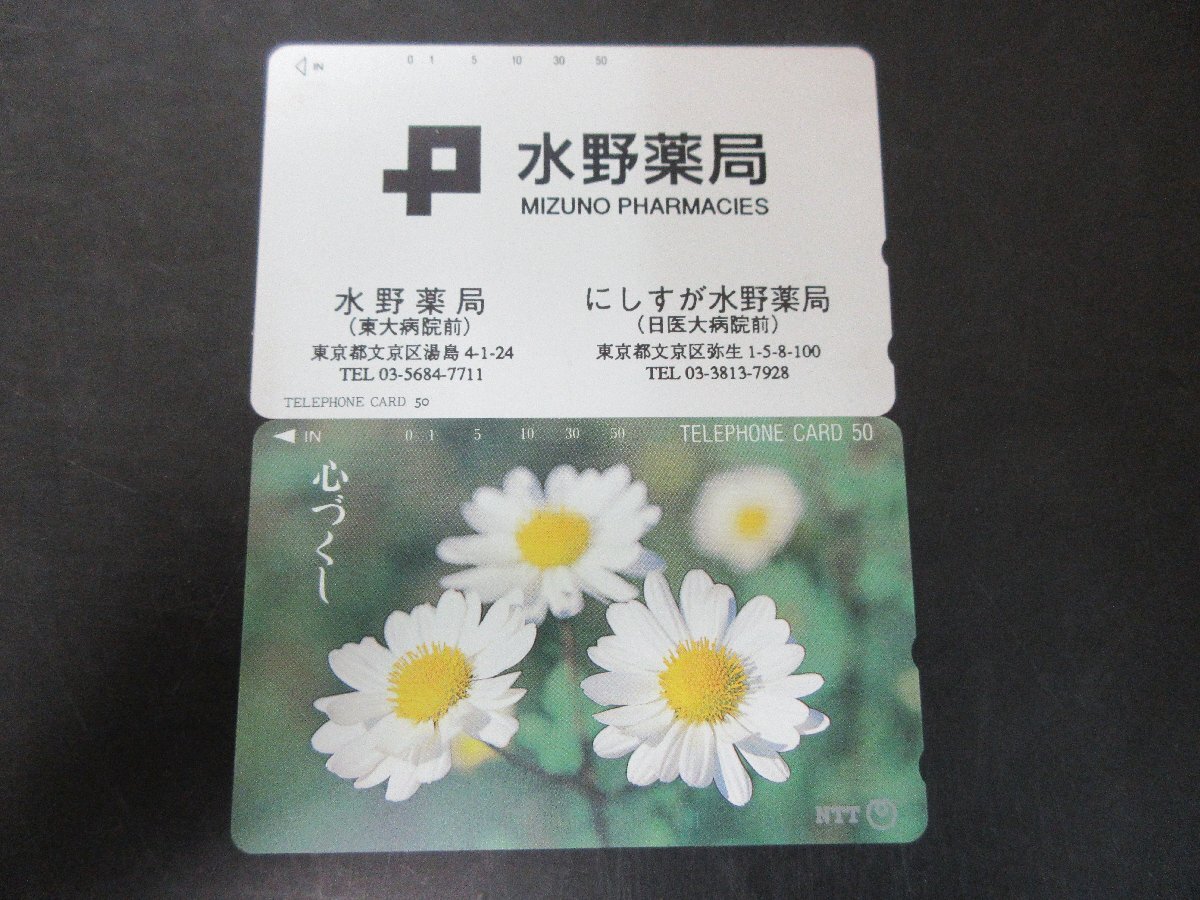 IN 0 1 5 10 30 50
水野薬局
MIZUNO PHARMACIES
水野薬局
(東大病院前)
東京都文京区湯島 4-1-24
TEL 03-5684-7711
にしすが水野薬局
(日医大病院前)
東京都文京区弥生 1-5-8-100
TEL 03-3813-7928
TELEPHONE CARD 50
IN 0 1 5 10 30 50 TELEPHONE CARD 50
心づくし
NTT